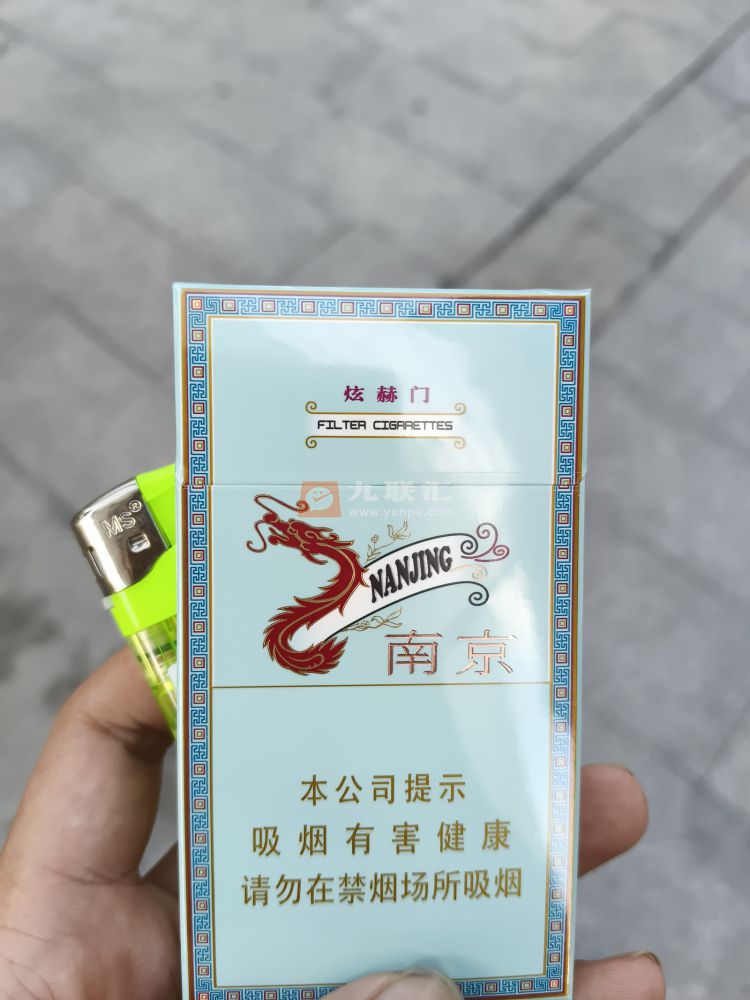 炫赫门
FILTER CIGARETTES
九联汇
www.yanpk.com
MS®
NANJING
南京
本公司提示
吸烟有害健康
请勿在禁烟场所吸烟